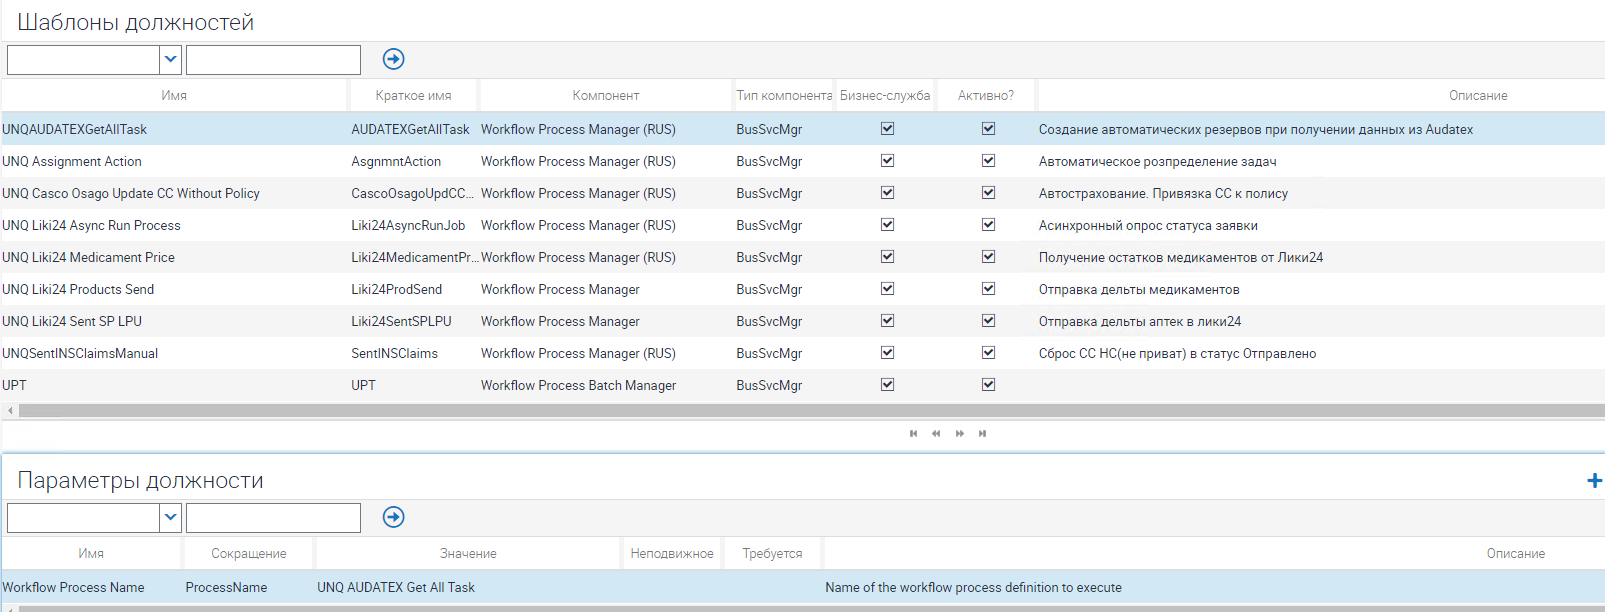 Шаблоны должностей
Имя Краткое имя Компонент Тип компонента Бизнес-служба Активно? Описание
UNQAUDATEXGetAllTask AUDATEXGetAllTask Workflow Process Manager (RUS) BusSvcMgr Создание автоматических резервов при получении данных из Audatex
UNQ Assignment Action AsgnmntAction Workflow Process Manager (RUS) BusSvcMgr Автоматическое розпределение задач
UNQ Casco Osago Update CC Without Policy CascoOsagoUpdCC... Workflow Process Manager (RUS) BusSvcMgr Автострахование. Привязка СС к полису
UNQ Liki24 Async Run Process Liki24AsyncRunJob Workflow Process Manager (RUS) BusSvcMgr Асинхронный опрос статуса заявки
UNQ Liki24 Medicament Price Liki24MedicamentPr... Workflow Process Manager (RUS) BusSvcMgr Получение остатков медикаментов от Лики24
UNQ Liki24 Products Send Liki24ProdSend Workflow Process Manager BusSvcMgr Отправка дельты медикаментов
UNQ Liki24 Sent SP LPU Liki24SentSPLPU Workflow Process Manager BusSvcMgr Отправка дельты аптек в лики24
UNQSentINSClaimsManual SentINSClaims Workflow Process Manager (RUS) BusSvcMgr Сброс СС НС(не приват) в статус Отправлено
UPT UPT Workflow Process Batch Manager BusSvcMgr
Параметры должности
Имя Сокращение Значение Неподвижное Требуется Описание
Workflow Process Name ProcessName UNQ AUDATEX Get All Task Name of the workflow process definition to execute